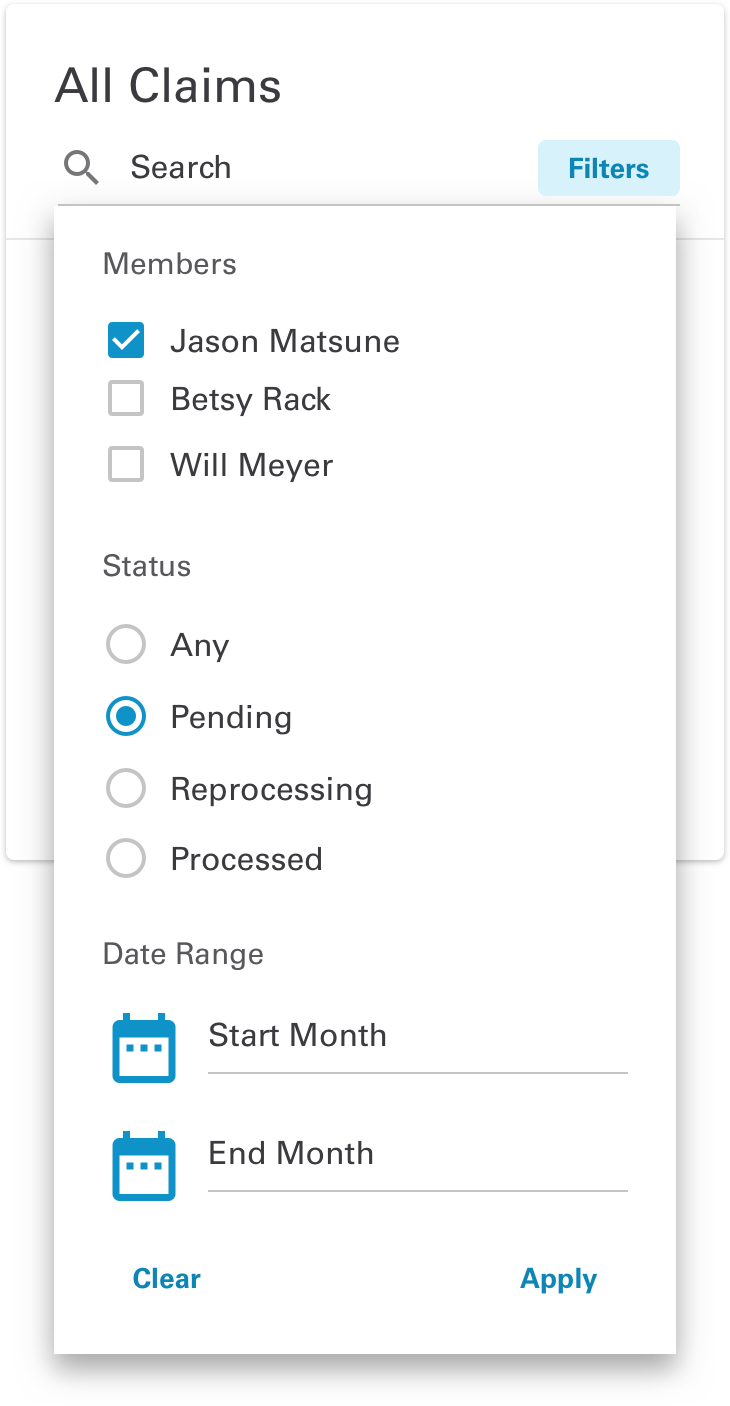 All Claims
Search
Filters
Members
Jason Matsune
Betsy Rack
Will Meyer
Status
Any
Pending
Reprocessing
Processed
Date Range
Start Month
End Month
Clear
Apply